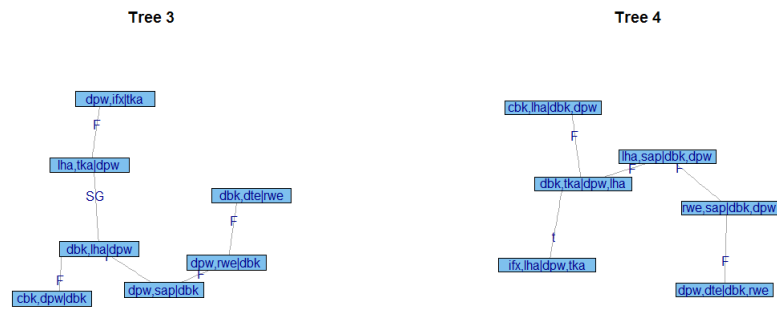 Tree 3
Tree 4
dpw,ifx|tka
F
lha,tka|dpw
SG
dbk,dte|rwe
F
dbk,lha|dpw
dpw,rwe|dbk
F
F
dpw,sap|dbk
cbk,dpw|dbk
cbk,lha|dbk,dpw
F
lha,sap|dbk,dpw
F
F
dbk,tka|dpw,lha
rwe,sap|dbk,dpw
t
ifx,lha|dpw,tka
F
dpw,dte|dbk,rwe